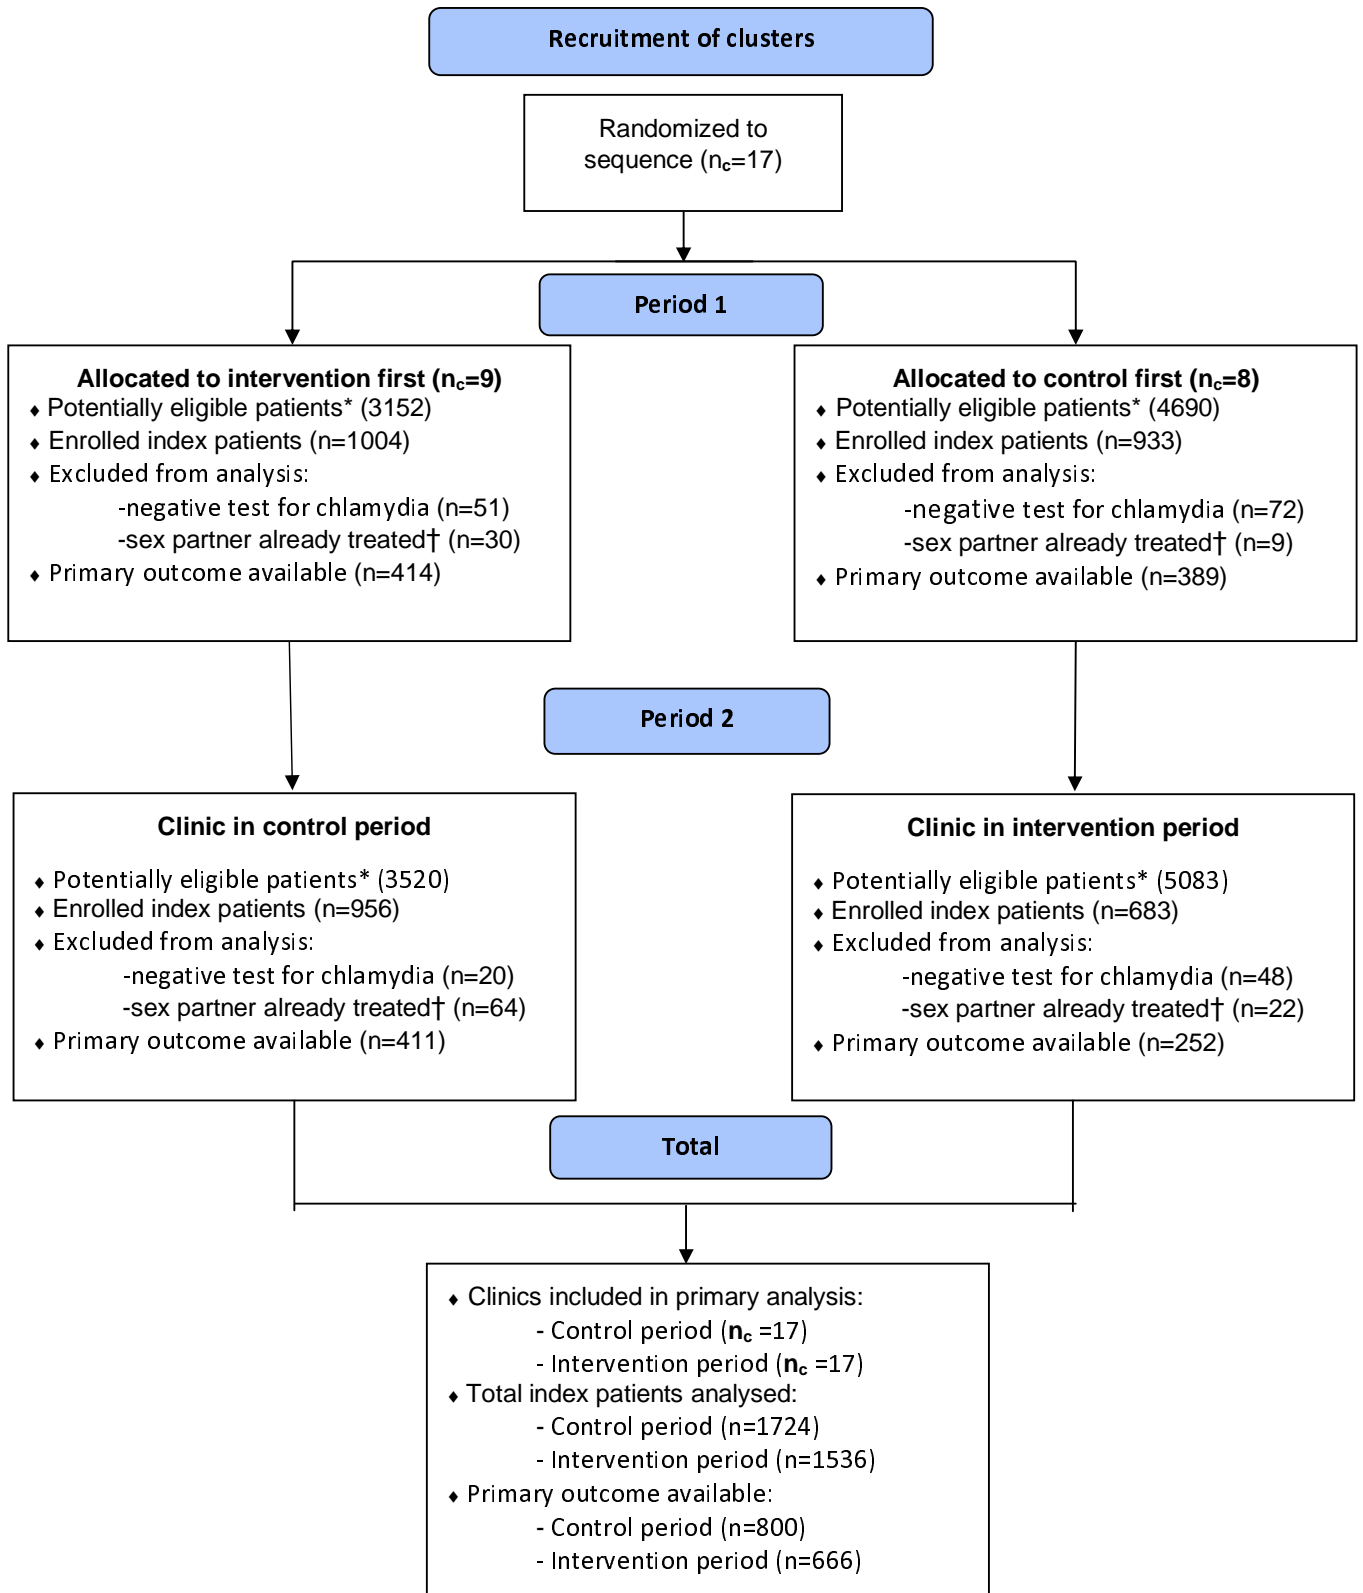 Recruitment of clusters
Randomized to
sequence (nc=17)
Period 1
Allocated to intervention first (nc=9)
♦ Potentially eligible patients* (3152)
♦ Enrolled index patients (n=1004)
♦ Excluded from analysis:
-negative test for chlamydia (n=51)
-sex partner already treated† (n=30)
♦ Primary outcome available (n=414)
Allocated to control first (nc=8)
♦ Potentially eligible patients* (4690)
♦ Enrolled index patients (n=933)
♦ Excluded from analysis:
-negative test for chlamydia (n=72)
-sex partner already treated† (n=9)
♦ Primary outcome available (n=389)
Period 2
Clinic in control period
♦ Potentially eligible patients* (3520)
♦ Enrolled index patients (n=956)
♦ Excluded from analysis:
-negative test for chlamydia (n=20)
-sex partner already treated† (n=64)
♦ Primary outcome available (n=411)
Clinic in intervention period
♦ Potentially eligible patients* (5083)
♦ Enrolled index patients (n=683)
♦ Excluded from analysis:
-negative test for chlamydia (n=48)
-sex partner already treated† (n=22)
♦ Primary outcome available (n=252)
Total
♦ Clinics included in primary analysis:
- Control period (nc =17)
- Intervention period (nc =17)
♦ Total index patients analysed:
- Control period (n=1724)
- Intervention period (n=1536)
♦ Primary outcome available:
- Control period (n=800)
- Intervention period (n=666)